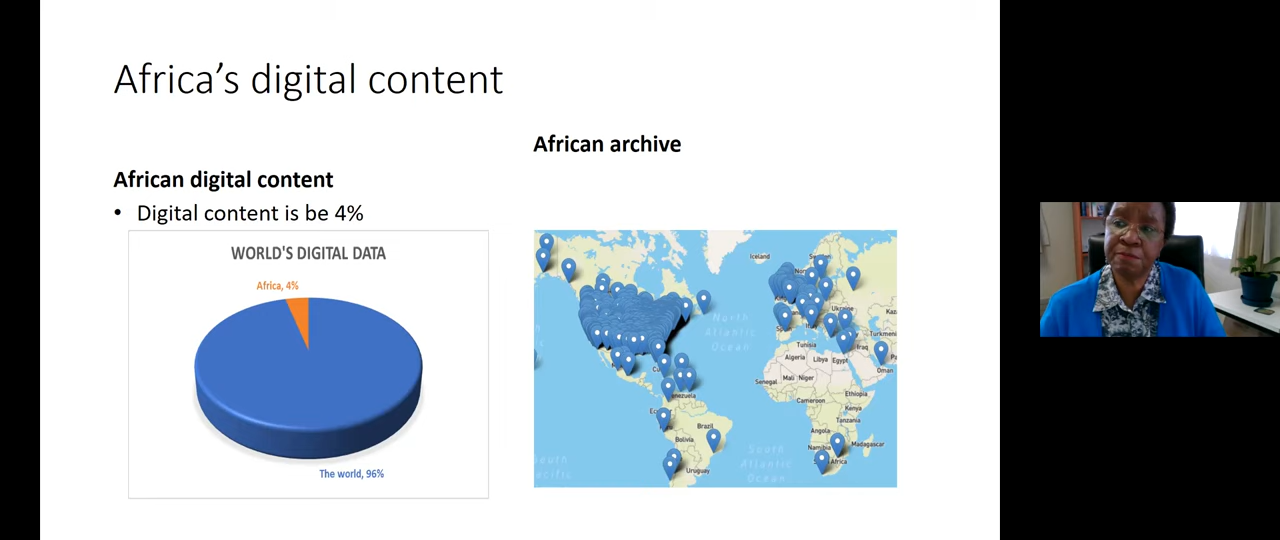 Africa's digital content
African digital content
• Digital content is be 4%
WORLD'S DIGITAL DATA
Africa, 4%
The world, 96%
African archive
Iceland
North
Atlantic
Ocean
Ukraine
Turkmeni
Tunisia
Iraq
Algeria Libya Egypt
Oman
Mali Niger
Senegal
Ethiopia
Cameroon
Kenya
Tanzania
Brazil
Angola
Bolivia
Madagascar
Namibia
South
Atlantic
Ocean
Uruguay